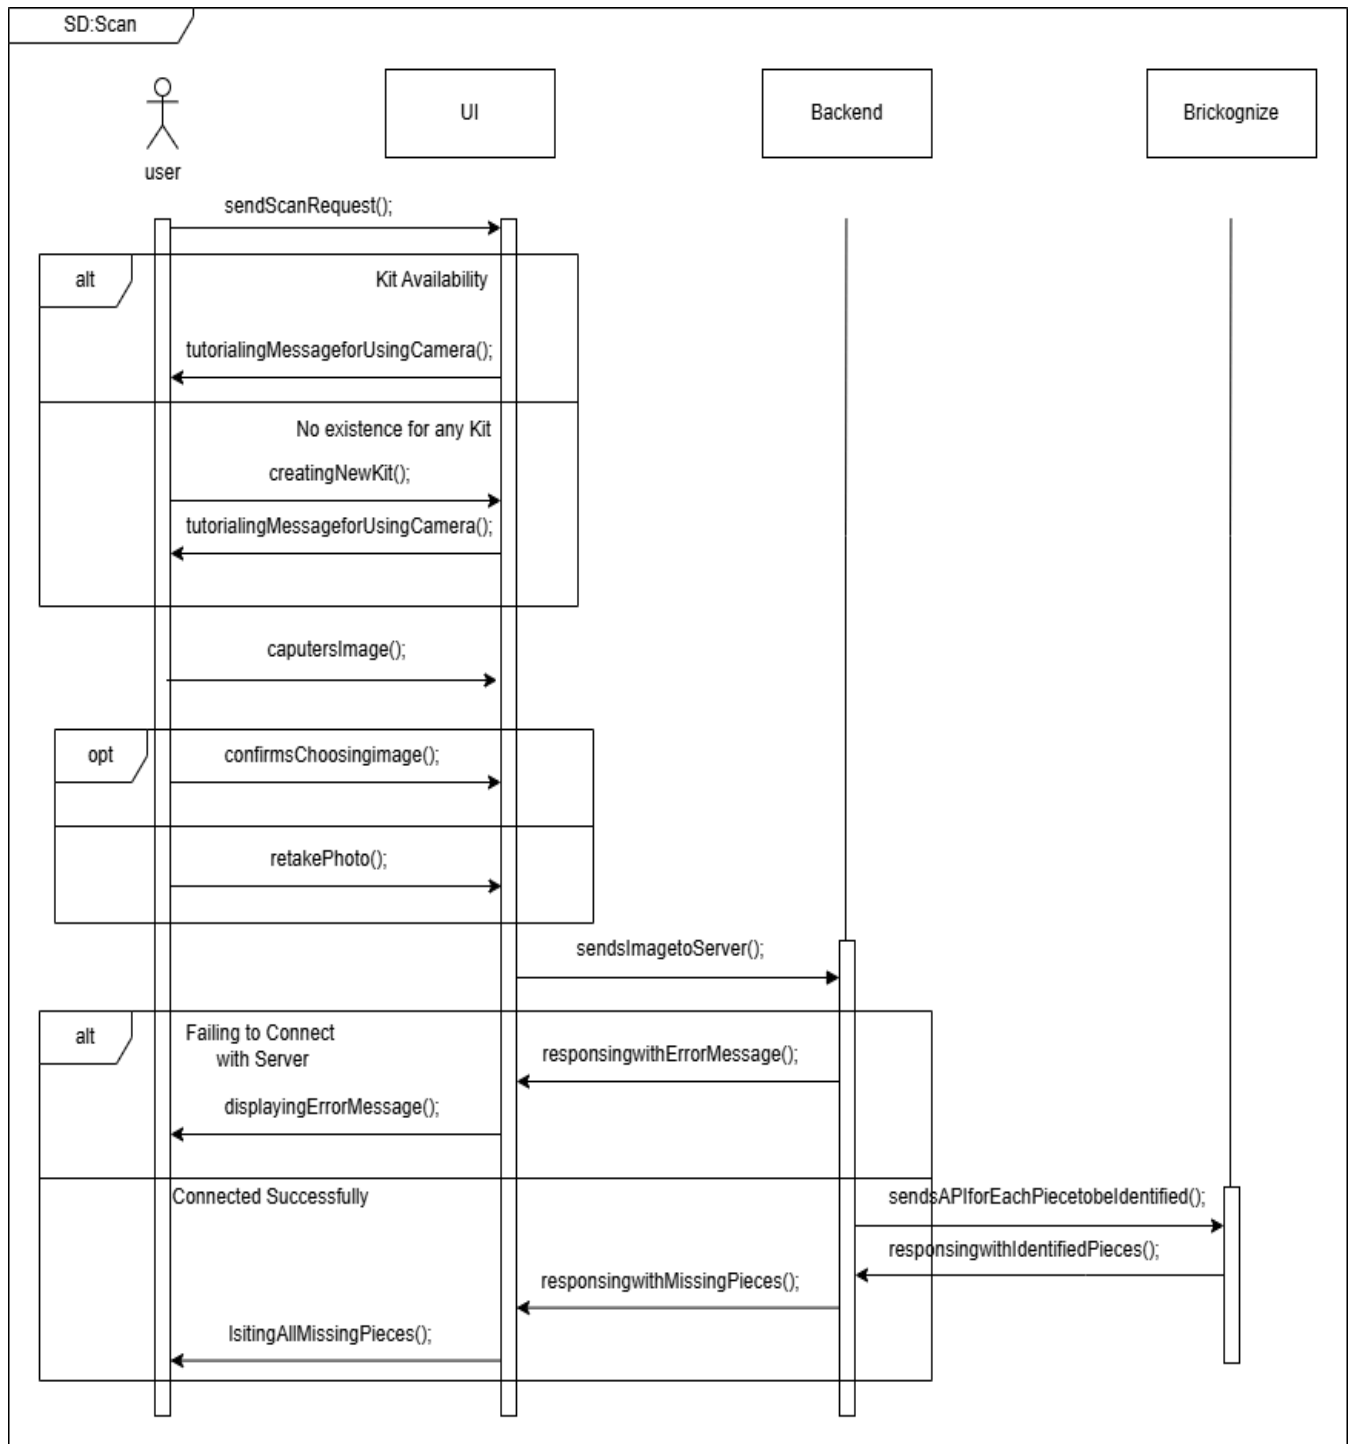 SD:Scan
user
UI
Backend
Brickognize
sendScanRequest();
alt
Kit Availability
tutorialingMessageforUsingCamera();
No existence for any Kit
creatingNewKit();
tutorialingMessageforUsingCamera();
caputersImage();
opt
confirmsChoosingimage();
retakePhoto();
sendsImagetoServer();
alt
Failing to Connect
with Server
responsingwithErrorMessage();
displayingErrorMessage();
Connected Successfully
sendsAPIforEachPiecetobeIdentified();
responsingwithIdentifiedPieces();
responsingwithMissingPieces();
lsitingAllMissingPieces();